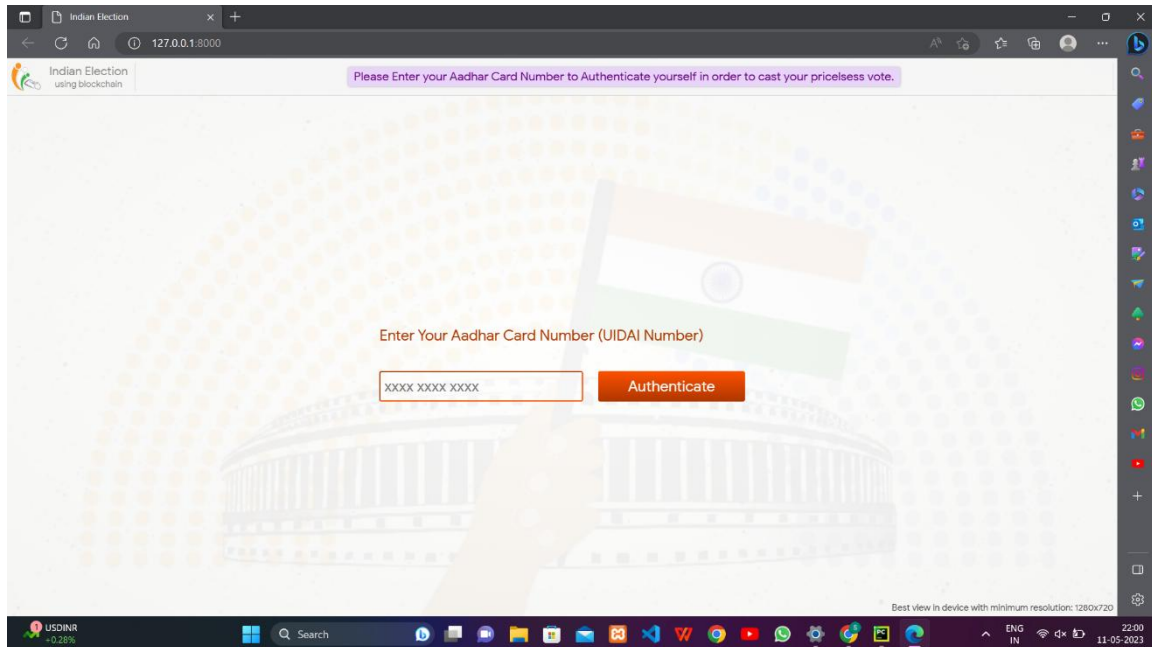 Indian Election
127.0.0.1:8000
Indian Election
using blockchain
Please Enter your Aadhar Card Number to Authenticate yourself in order to cast your pricelsess vote.
Enter Your Aadhar Card Number (UIDAI Number)
XXXX XXXX XXXX
Authenticate
Best view in device with minimum resolution: 1280x720
1
USDINR
+0.28%
Search
ENG
IN
22:00
11-05-2023